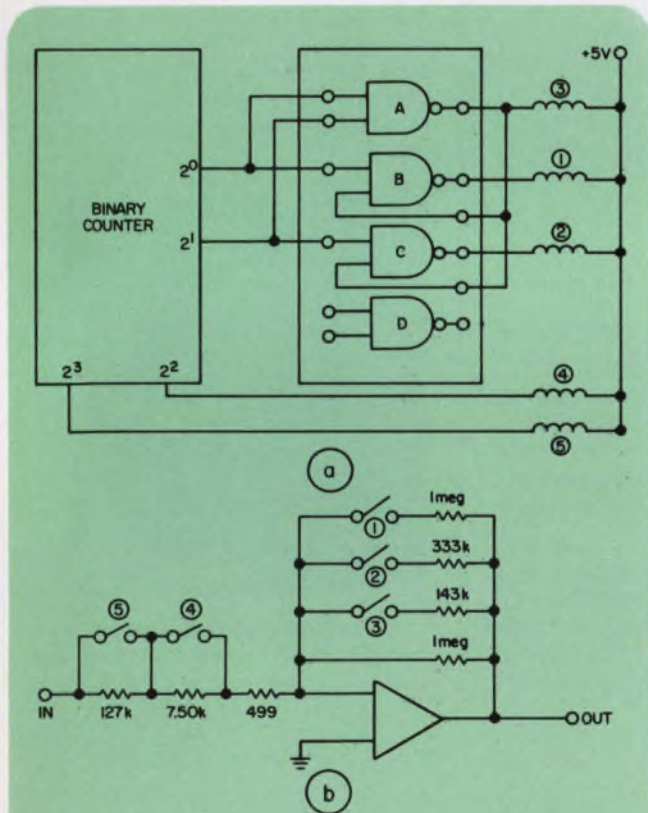 +5V
③
A
①
2⁰
B
BINARY
COUNTER
2¹
②
C
D
2³
2²
④
⑤
a
1meg
①
333k
②
⑤
④
143k
③
1meg
IN
127k
7.50k
499
OUT
b